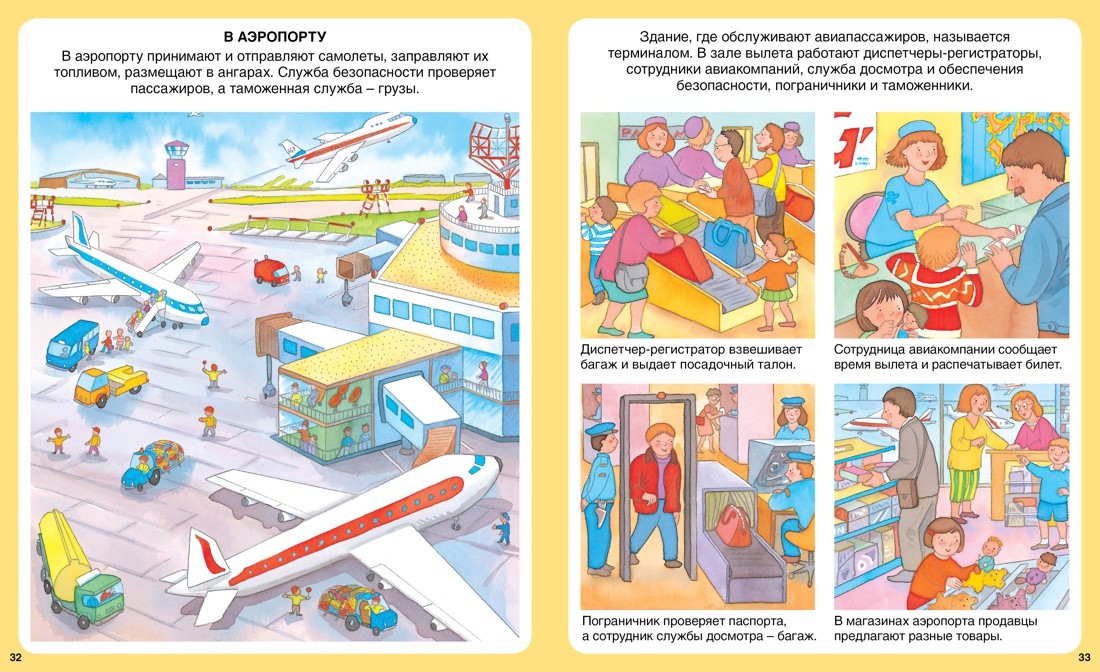 В АЭРОПОРТУ
В аэропорту принимают и отправляют самолеты, заправляют их
топливом, размещают в ангарах. Служба безопасности проверяет
пассажиров, а таможенная служба – грузы.
32
Здание, где обслуживают авиапассажиров, называется
терминалом. В зале вылета работают диспетчеры-регистраторы,
сотрудники авиакомпаний, служба досмотра и обеспечения
безопасности, пограничники и таможенники.
Диспетчер-регистратор взвешивает
багаж и выдает посадочный талон.
Сотрудница авиакомпании сообщает
время вылета и распечатывает билет.
Пограничник проверяет паспорта,
а сотрудник службы досмотра – багаж.
В магазинах аэропорта продавцы
предлагают разные товары.
33